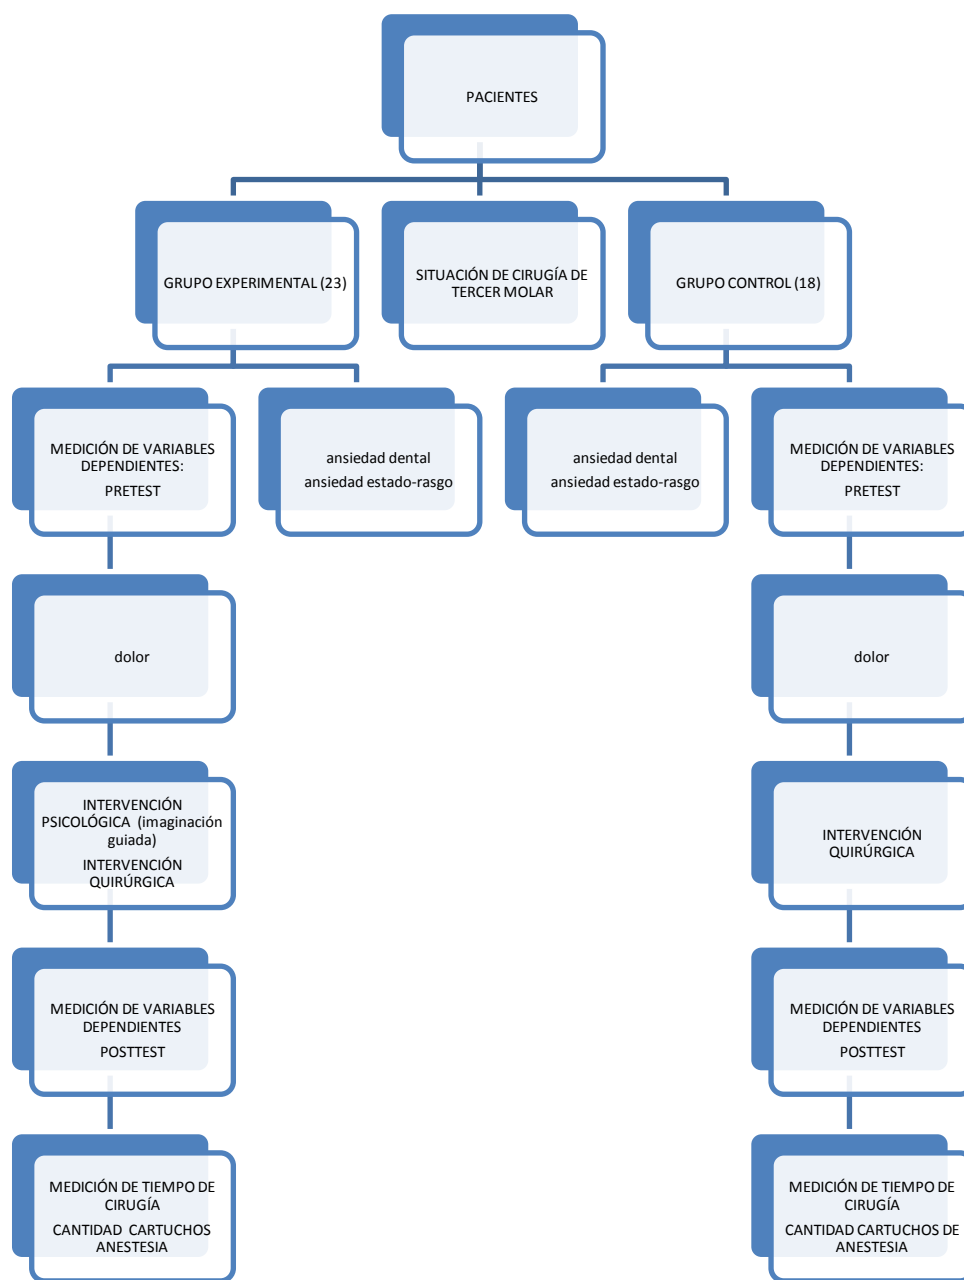 PACIENTES
GRUPO EXPERIMENTAL (23)
SITUACIÓN DE CIRUGÍA DE
TERCER MOLAR
GRUPO CONTROL (18)
MEDICIÓN DE VARIABLES
DEPENDIENTES:
PRETEST
ansiedad dental
ansiedad estado-rasgo
ansiedad dental
ansiedad estado-rasgo
MEDICIÓN DE VARIABLES
DEPENDIENTES:
PRETEST
dolor
dolor
INTERVENCIÓN
PSICOLÓGICA (imaginación
guiada)
INTERVENCIÓN
QUIRÚRGICA
INTERVENCIÓN
QUIRÚRGICA
MEDICIÓN DE VARIABLES
DEPENDIENTES
POSTTEST
MEDICIÓN DE VARIABLES
DEPENDIENTES
POSTTEST
MEDICIÓN DE TIEMPO DE
CIRUGÍA
CANTIDAD CARTUCHOS
ANESTESIA
MEDICIÓN DE TIEMPO DE
CIRUGÍA
CANTIDAD CARTUCHOS DE
ANESTESIA